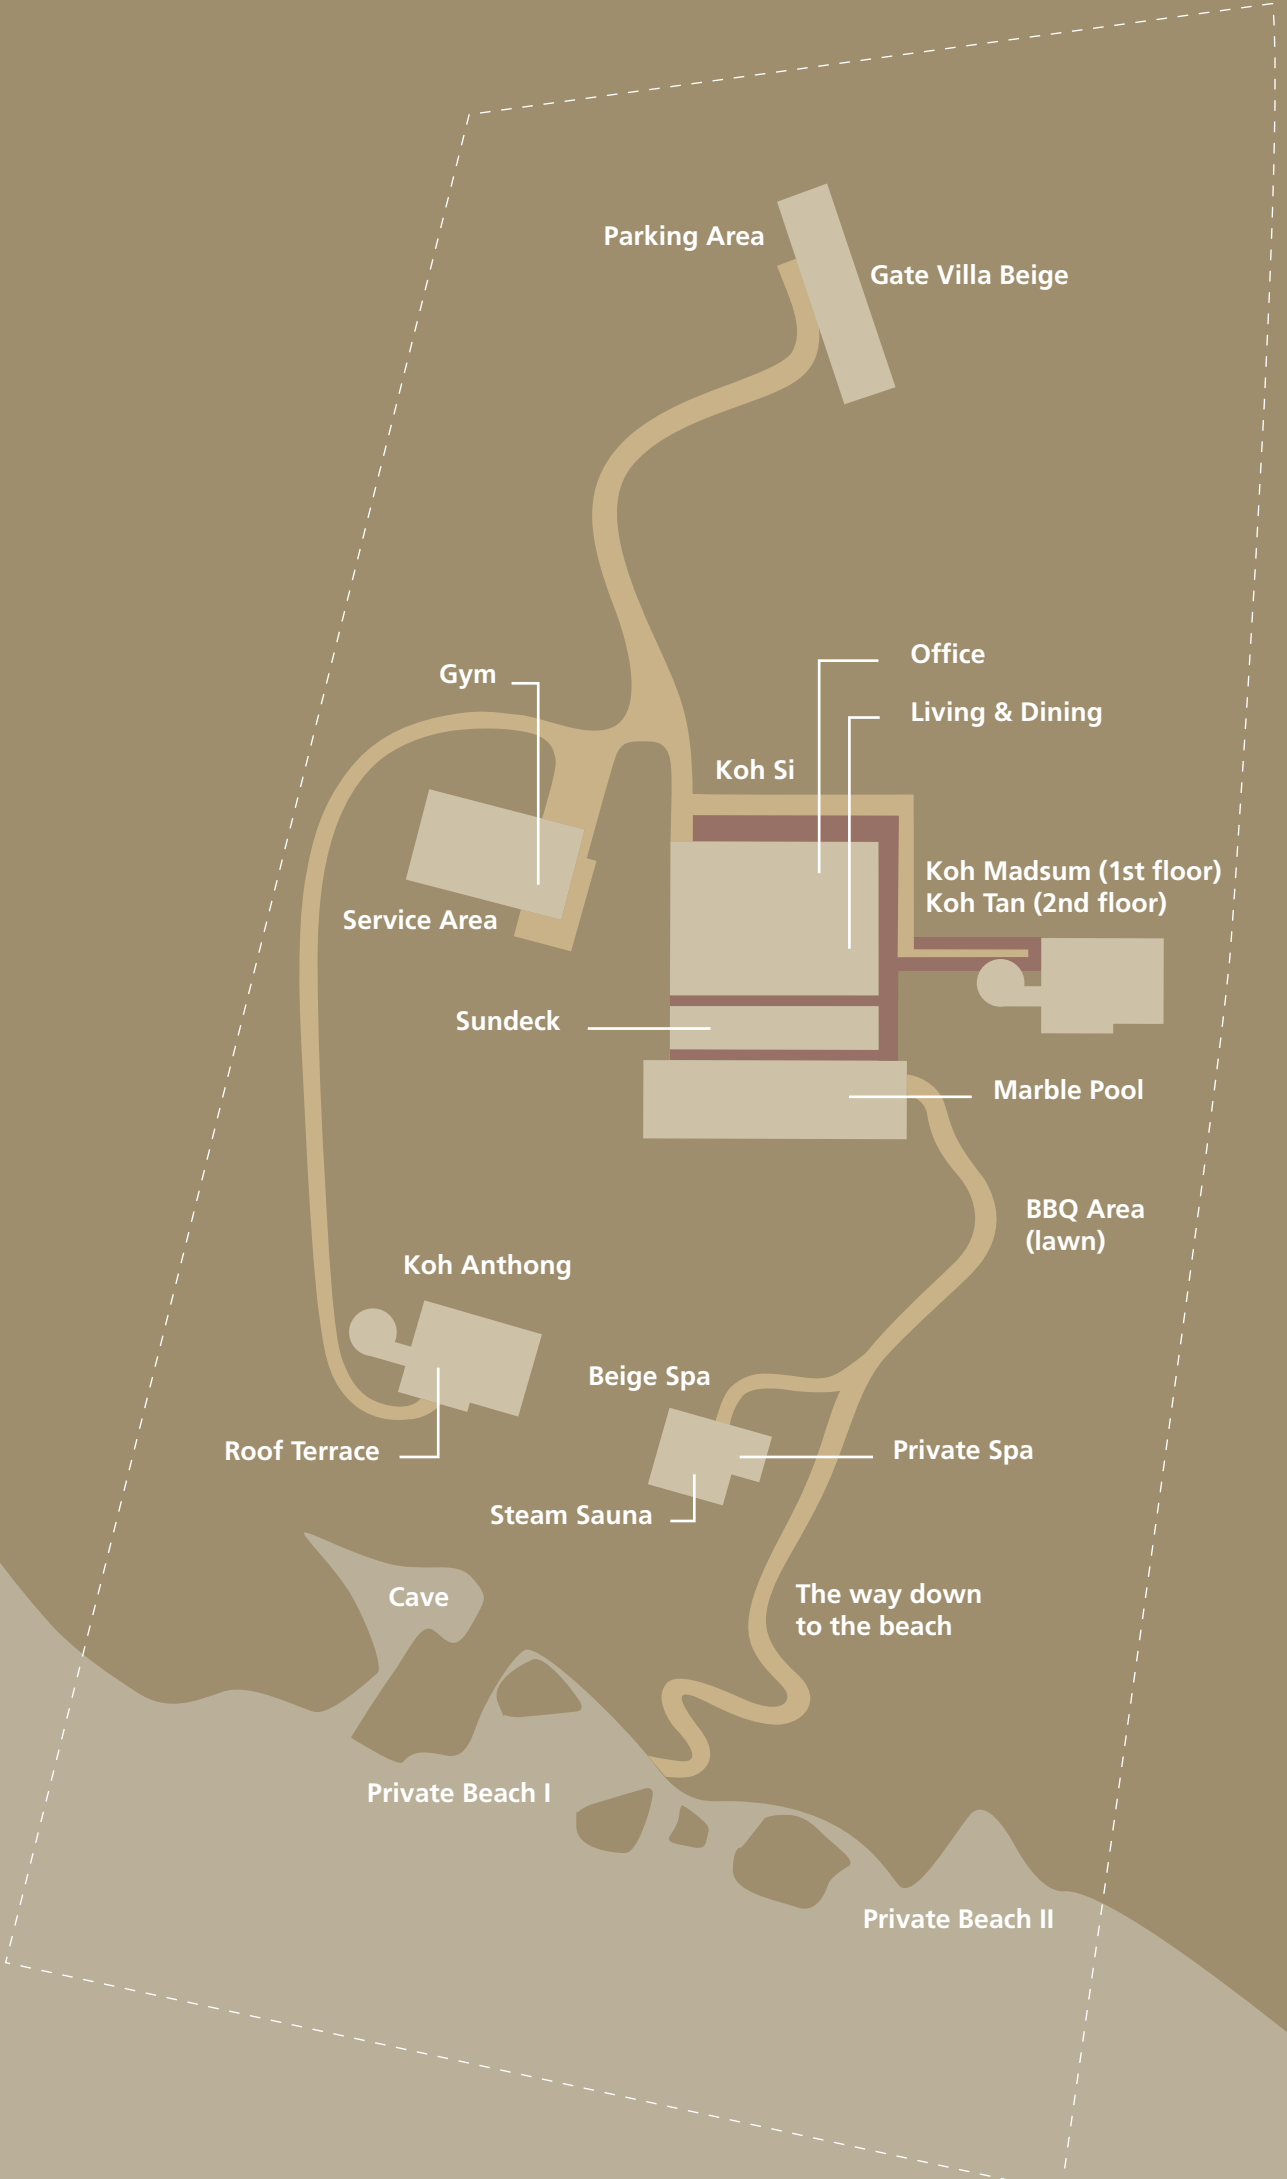 Parking Area
Gate Villa Beige
Office
Gym
Living & Dining
Koh Si
Koh Madsum (1st floor)
Koh Tan (2nd floor)
Service Area
Sundeck
Marble Pool
BBQ Area
(lawn)
Koh Anthong
Beige Spa
Roof Terrace
Private Spa
Steam Sauna
Cave
The way down
to the beach
Private Beach I
Private Beach II